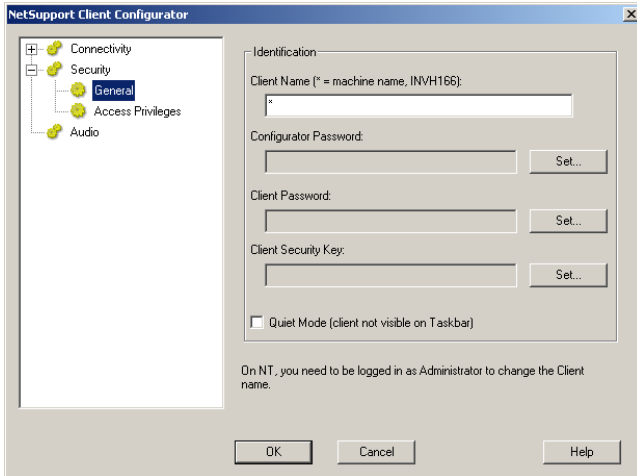 NetSupport Client Configurator
Connectivity
Security
General
Access Privileges
Audio
Identification
Client Name (* = machine name, INVH166):
*
Configurator Password:
Set...
Client Password:
Set...
Client Security Key:
Set...
Quiet Mode (client not visible on Taskbar)
On NT, you need to be logged in as Administrator to change the Client
name.
OK
Cancel
Help